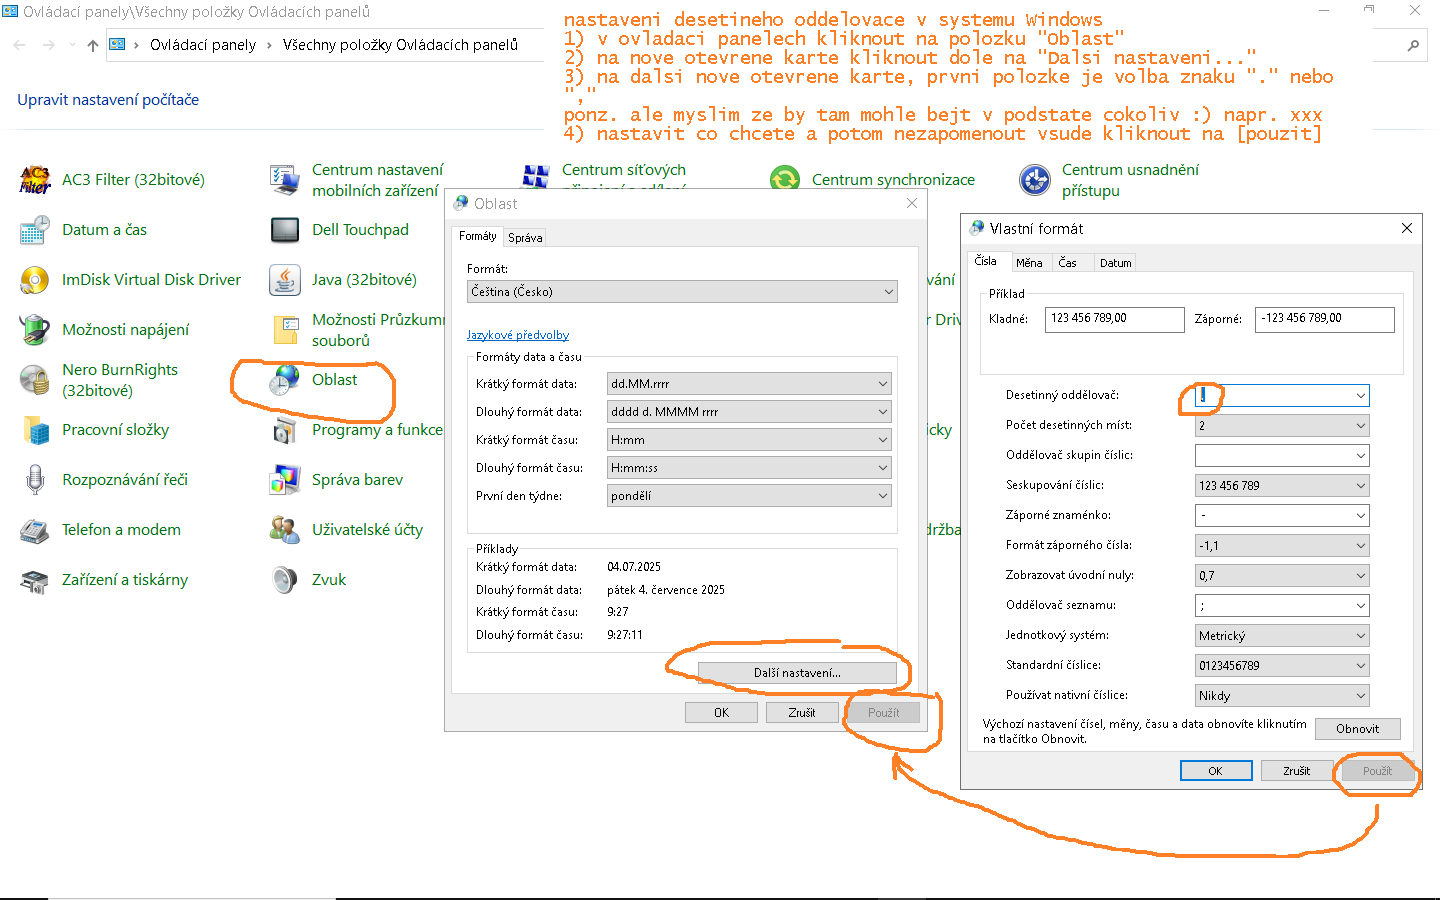 Ovládací panely\Všechny položky Ovládacích panelů
Ovládací panely › Všechny položky Ovládacích panelů
nastaveni desetineho oddelovace v systemu Windows
1) v ovladaci panelech kliknout na polozku "Oblast"
2) na nove otevrene karte kliknout dole na "Dalsi nastaveni..."
3) na dalsi nove otevrene karte, prvni polozke je volba znaku "." nebo
","
ponz. ale myslim ze by tam mohle bejt v podstate cokoliv :) napr. xxx
4) nastavit co chcete a potom nezapomenout vsude kliknout na [pouzit]
Upravit nastavení počítače
AC3 Filter (32bitové)
Centrum nastavení
mobilních zařízení
Centrum síťových
Centrum synchronizace
Centrum usnadnění
přístupu
Datum a čas
Dell Touchpad
ImDisk Virtual Disk Driver
Java (32bitové)
Možnosti napájení
Možnosti Průzkum
souborů
Nero BurnRights
(32bitové)
Oblast
Pracovní složky
Programy a funkce
Rozpoznávání řeči
Správa barev
Telefon a modem
Uživatelské účty
Zařízení a tiskárny
Zvuk
Oblast
Formáty
Správa
Formát:
Čeština (Česko)
Jazykové předvolby
Formáty data a času
Krátký formát data: dd.MM.rrrr
Dlouhý formát data: dddd d. MMMM rrrr
Krátký formát času: H:mm
Dlouhý formát času: H:mm:ss
První den týdne: pondělí
Příklady
Krátký formát data: 04.07.2025
Dlouhý formát data: pátek 4. července 2025
Krátký formát času: 9:27
Dlouhý formát času: 9:27:11
Další nastavení...
OK Zrušit Použít
Vlastní formát
Čísla Měna Čas Datum
Příklad
Kladné: 123 456 789,00 Záporné: -123 456 789,00
Desetinný oddělovač:
Počet desetinných míst: 2
Oddělovač skupin číslic:
Seskupování číslic: 123 456 789
Záporné znaménko: -
Formát záporného čísla: -1,1
Zobrazovat úvodní nuly: 0,7
Oddělovač seznamu: ;
Jednotkový systém: Metrický
Standardní číslice: 0123456789
Používat nativní číslice: Nikdy
Výchozí nastavení čísel, měny, času a data obnovíte kliknutím
na tlačítko Obnovit.
Obnovit
OK Zrušit Použít